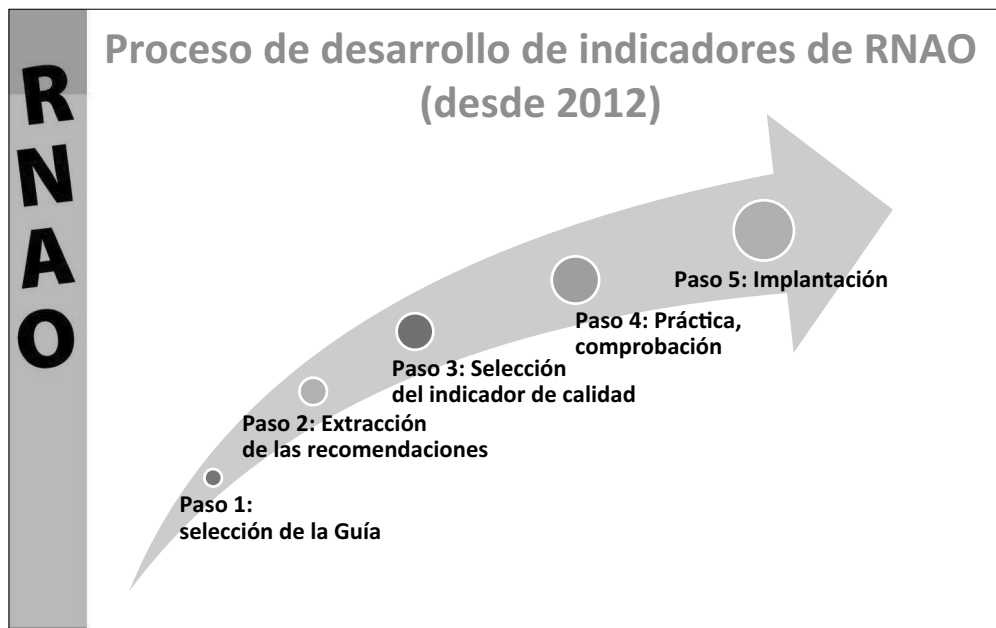 RNAO
Proceso de desarrollo de indicadores de RNAO
(desde 2012)
Paso 5: Implantación
Paso 4: Práctica,
comprobación
Paso 3: Selección
del indicador de calidad
Paso 2: Extracción
de las recomendaciones
Paso 1:
selección de la Guía